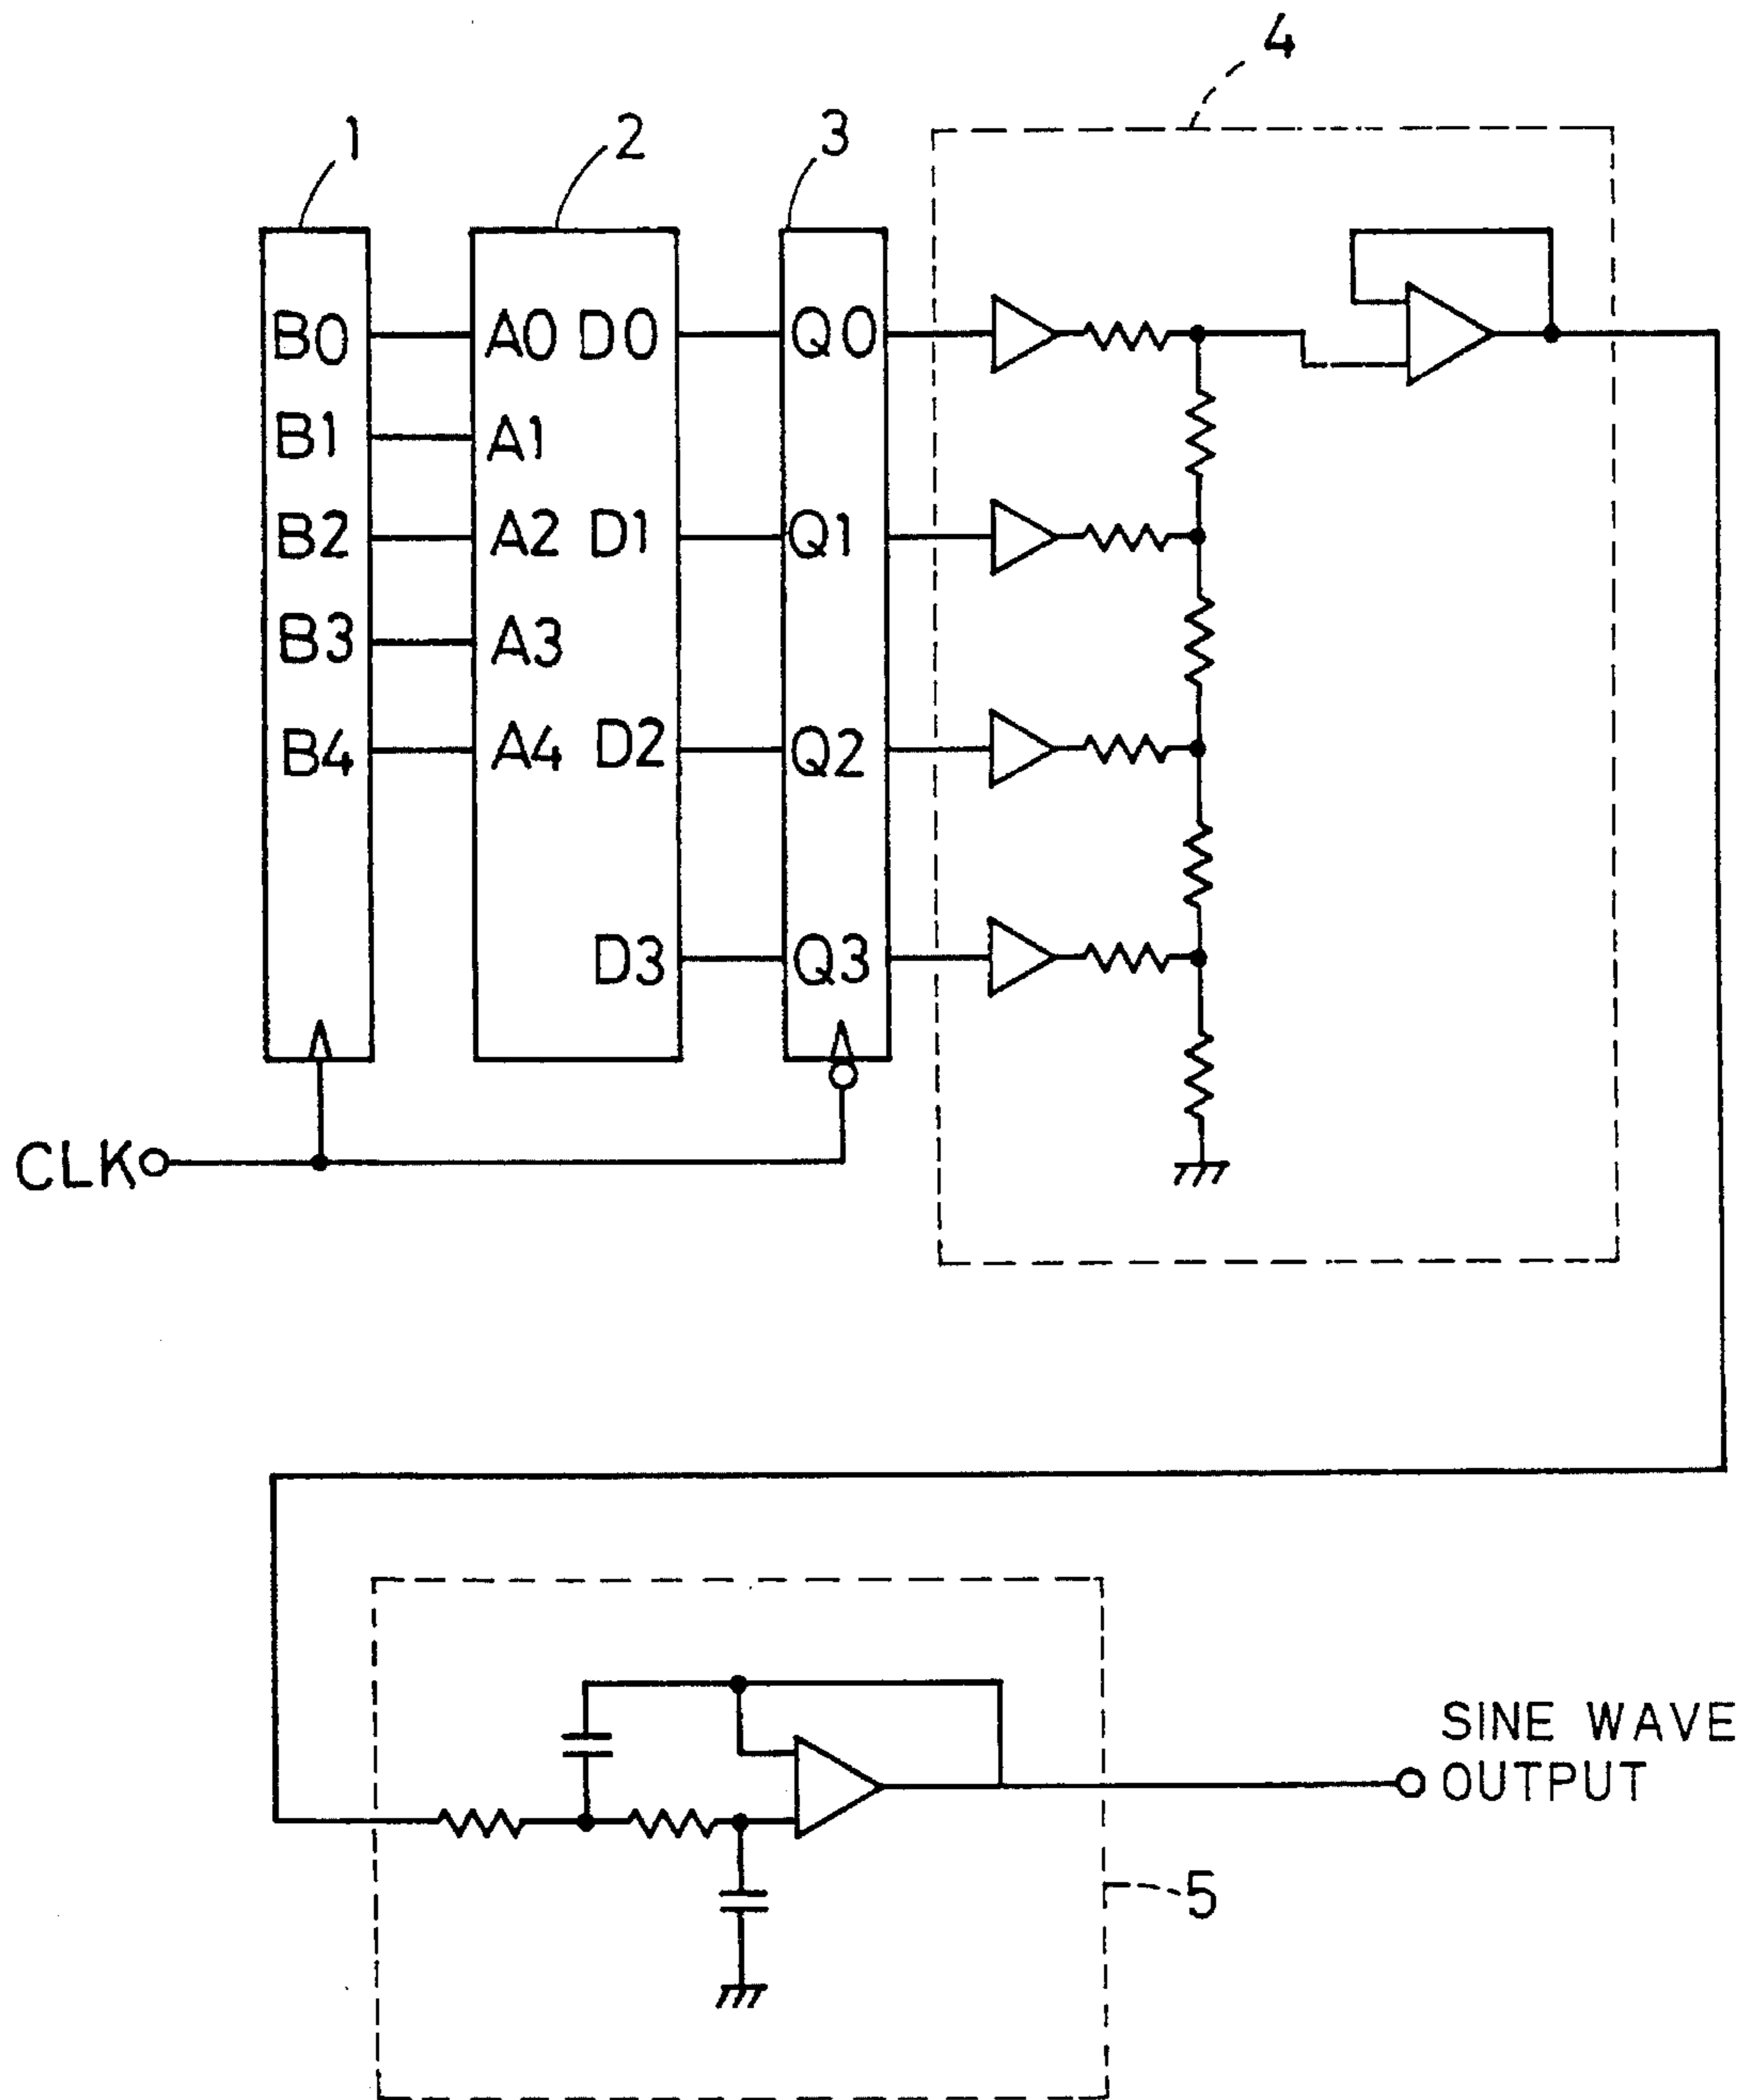 4
1
2
3
B0
A0 D0
Q0
B1
A1
B2
A2 D1
Q1
B3
A3
B4
A4 D2
Q2
D3
Q3
CLK
SINE WAVE
OUTPUT
5